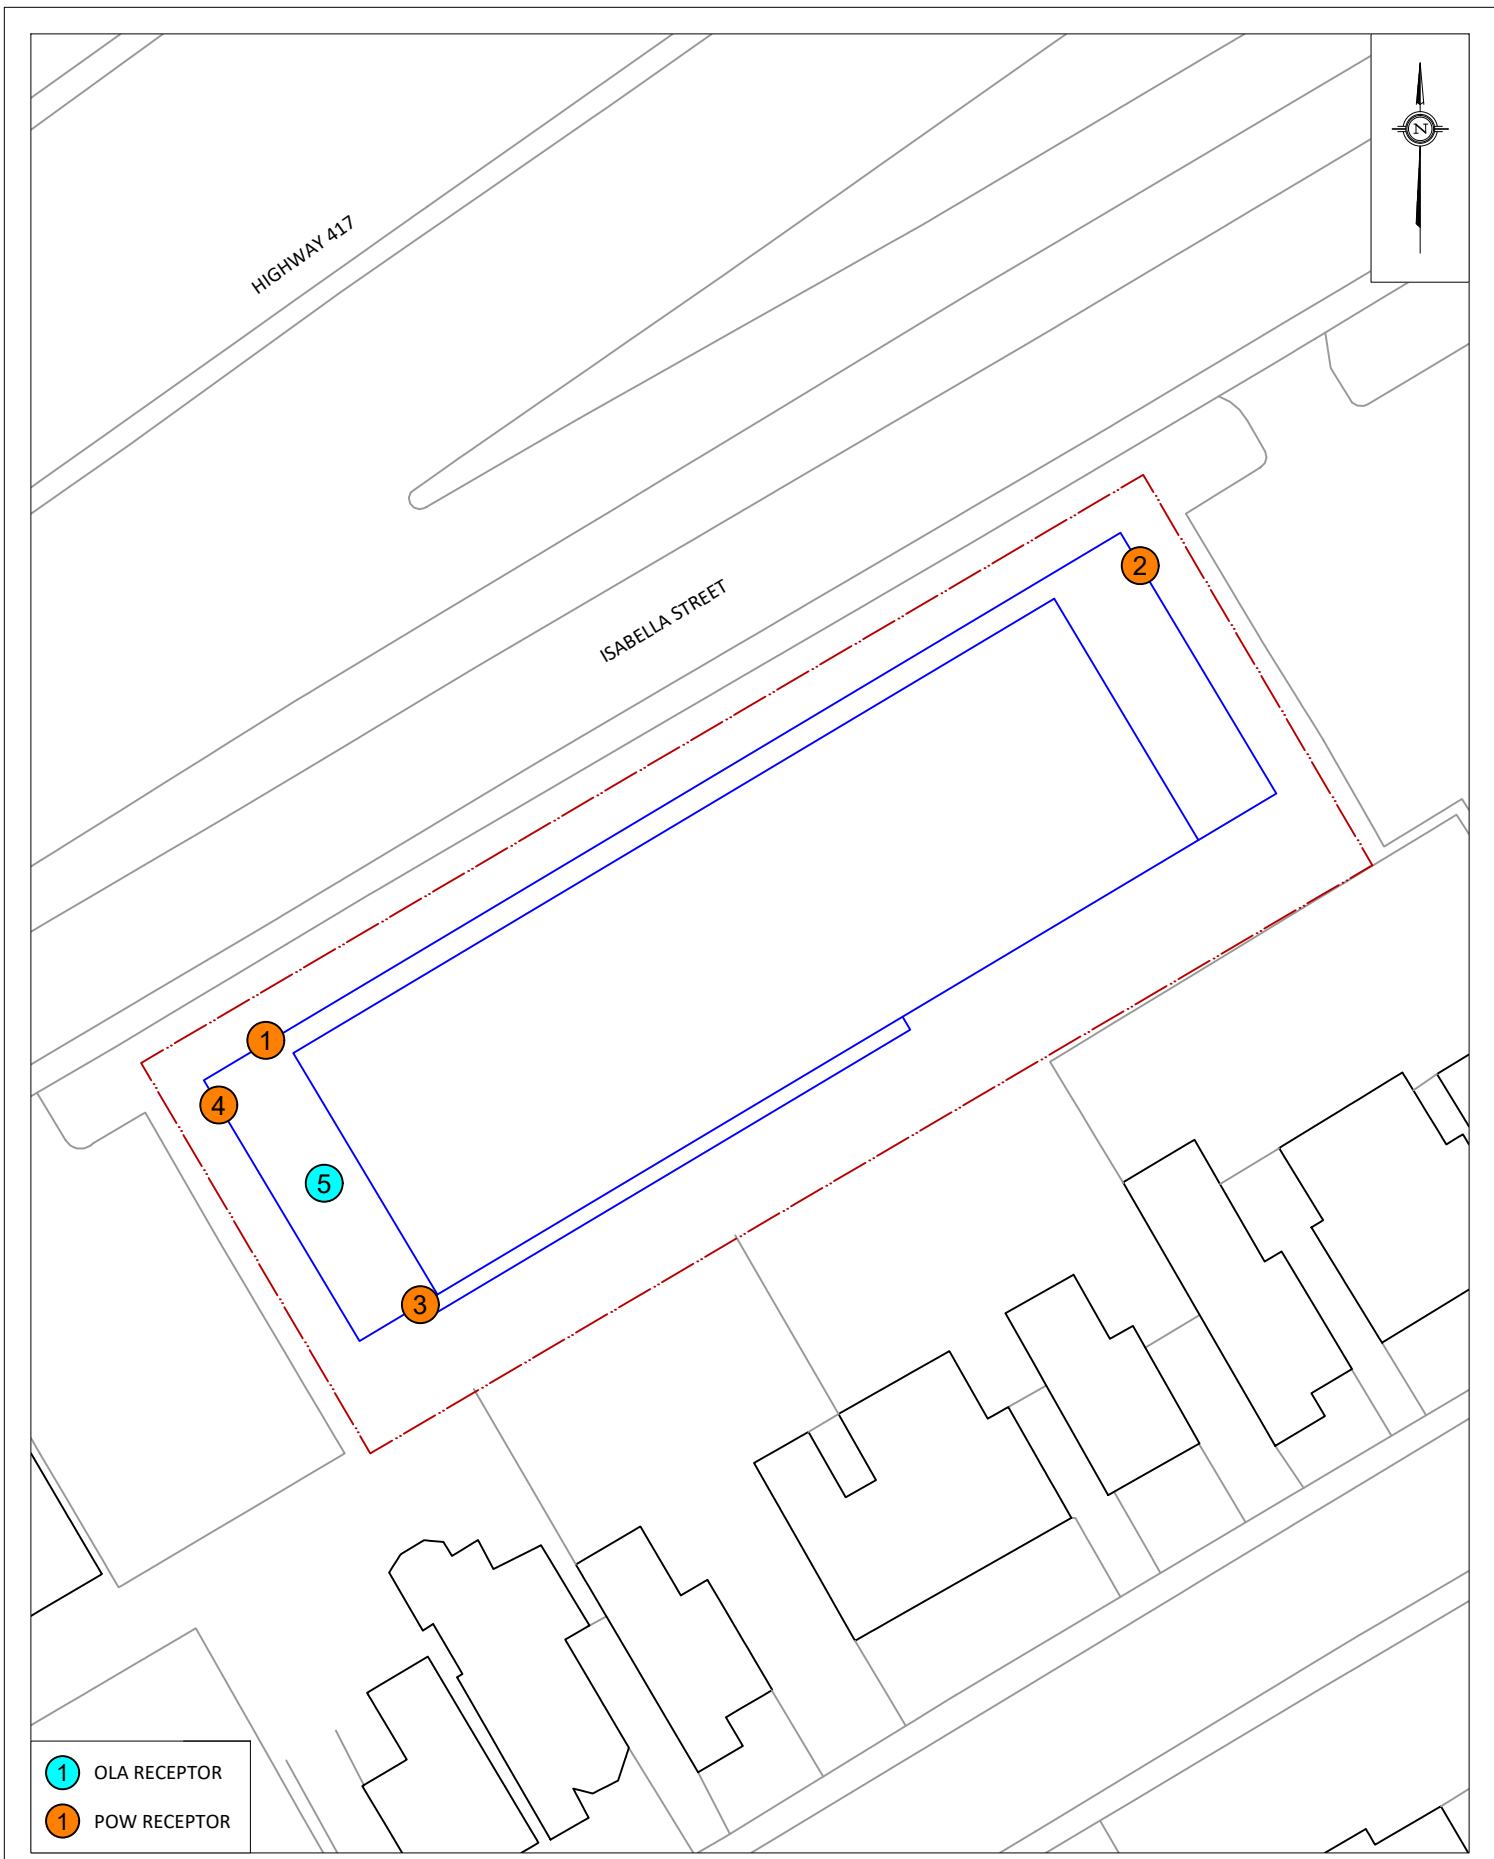 N
HIGHWAY 417
ISABELLA STREET
2
1
4
5
3
1 OLA RECEPTOR
1 POW RECEPTOR